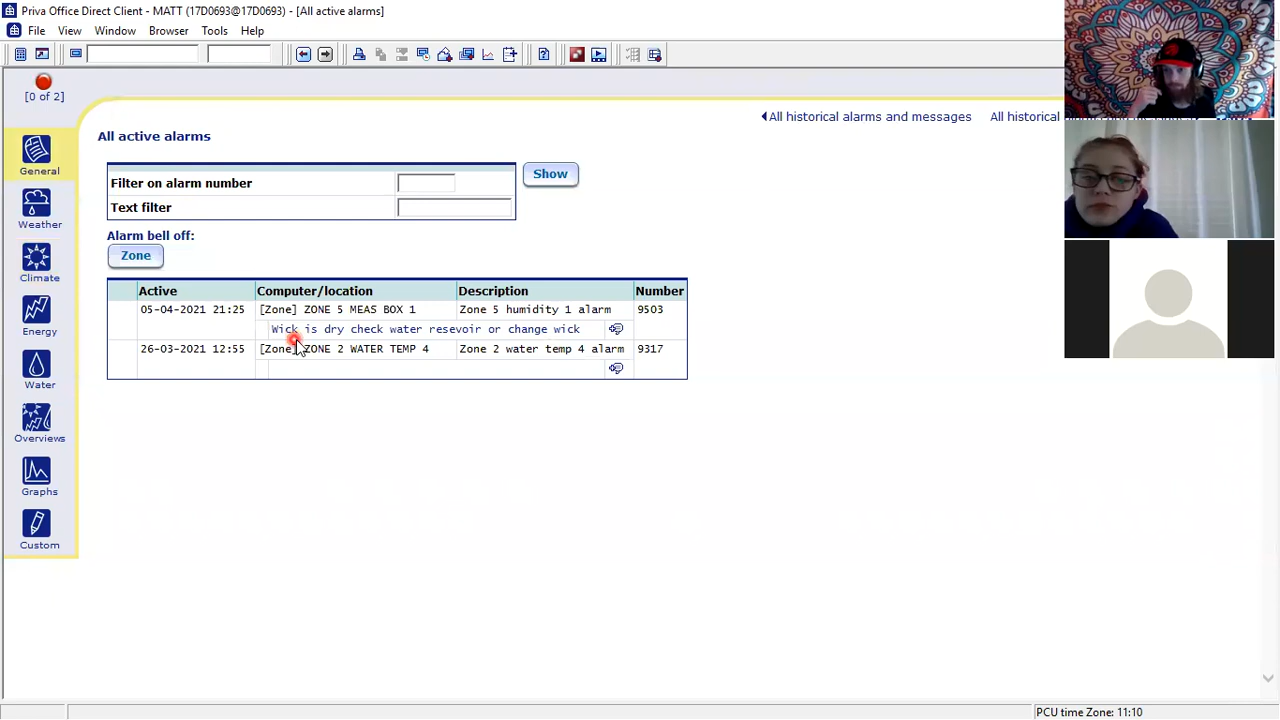 Priva Office Direct Client - MATT (17D0693@17D0693) - [All active alarms]
File View Window Browser Tools Help
[0 of 2]
All historical alarms and messages All historical
All active alarms
General
Filter on alarm number
Show
Text filter
Weather
Alarm bell off:
Zone
Climate
Active Computer/location Description Number
05-04-2021 21:25 [Zone] ZONE 5 MEAS BOX 1 Zone 5 humidity 1 alarm 9503
Wick is dry check water resevoir or change wick
26-03-2021 12:55 [Zone] ZONE 2 WATER TEMP 4 Zone 2 water temp 4 alarm 9317
Energy
Water
Overviews
Graphs
Custom
PCU time Zone: 11:10